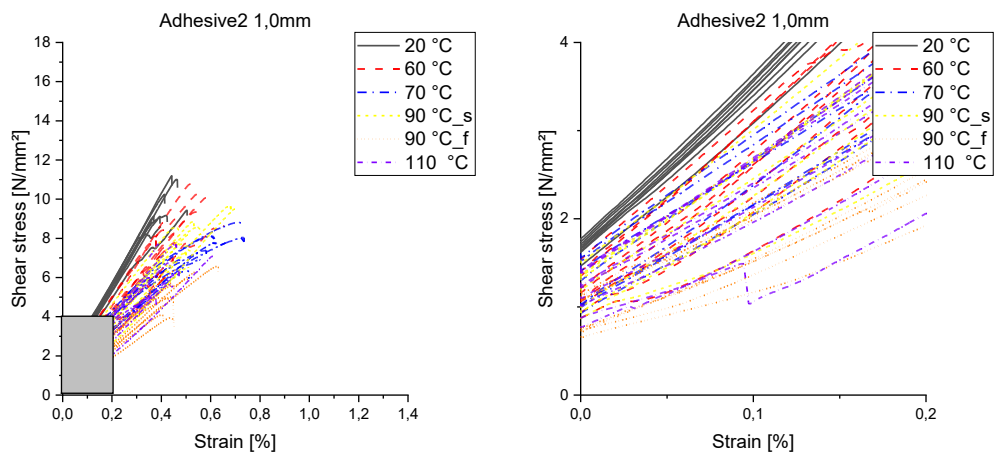 Adhesive2 1,0mm
Shear stress [N/mm²]
18
16
14
12
10
8
6
4
2
0
20 °C
60 °C
70 °C
90 °C_s
90 °C_f
110 °C
0,0 0,2 0,4 0,6 0,8 1,0 1,2 1,4
Strain [%]
Adhesive2 1,0mm
Shear stress [N/mm²]
4
2
0
20 °C
60 °C
70 °C
90 °C_s
90 °C_f
110 °C
0,0 0,1 0,2
Strain [%]